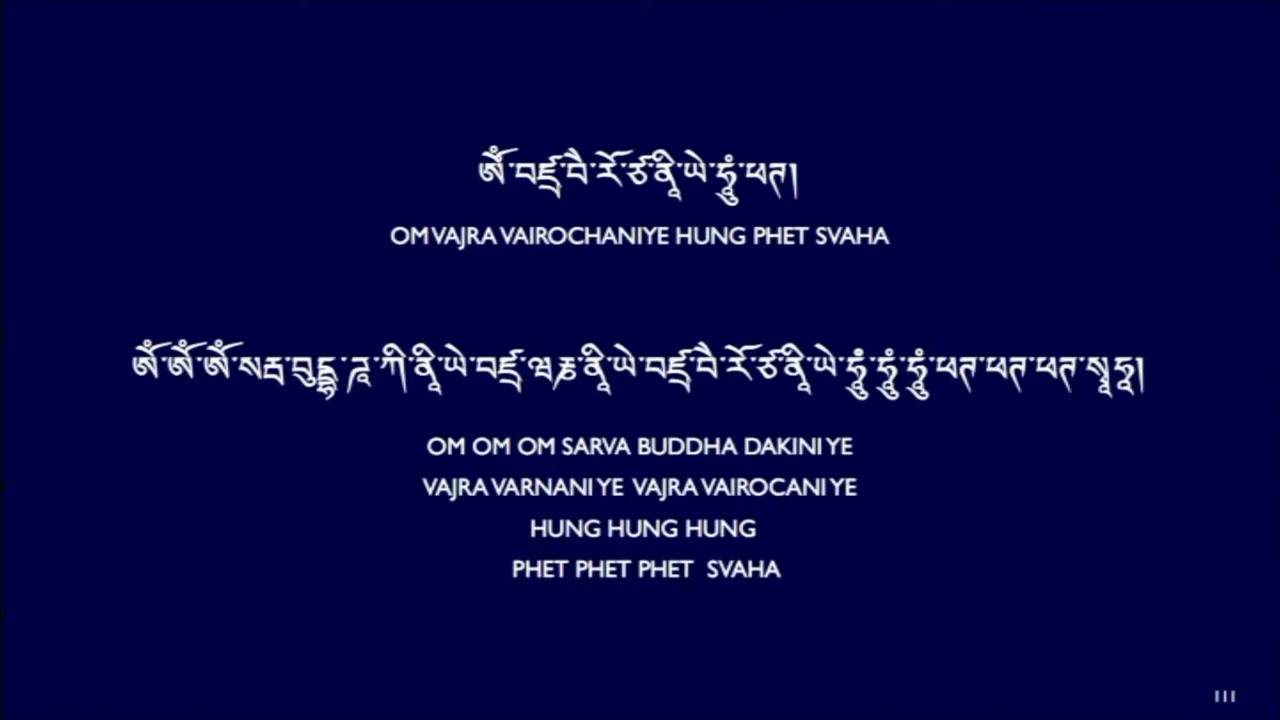 ཨོཾ་བཛྲ་བཻ་རོ་ཙ་ནཱི་ཡེ་ཧཱུྃ་ཕཊ།
OM VAJRA VAIROCHANIYE HUNG PHET SVAHA
ཨོཾ་ཨོཾ་ཨོཾ་སརྦ་བུདྡྷ་ཌཱ་ཀི་ནཱི་ཡེ་བཛྲ་ཝརྞ་ནཱི་ཡེ་བཛྲ་བཻ་རོ་ཙ་ནཱི་ཡེ་ཧཱུྃ་ཧཱུྃ་ཧཱུྃ་ཕཊ་ཕཊ་ཕཊ་སྭཱ་ཧཱ།
OM OM OM SARVA BUDDHA DAKINI YE
VAJRA VARNANI YE VAJRA VAIROCANI YE
HUNG HUNG HUNG
PHET PHET PHET SVAHA
III